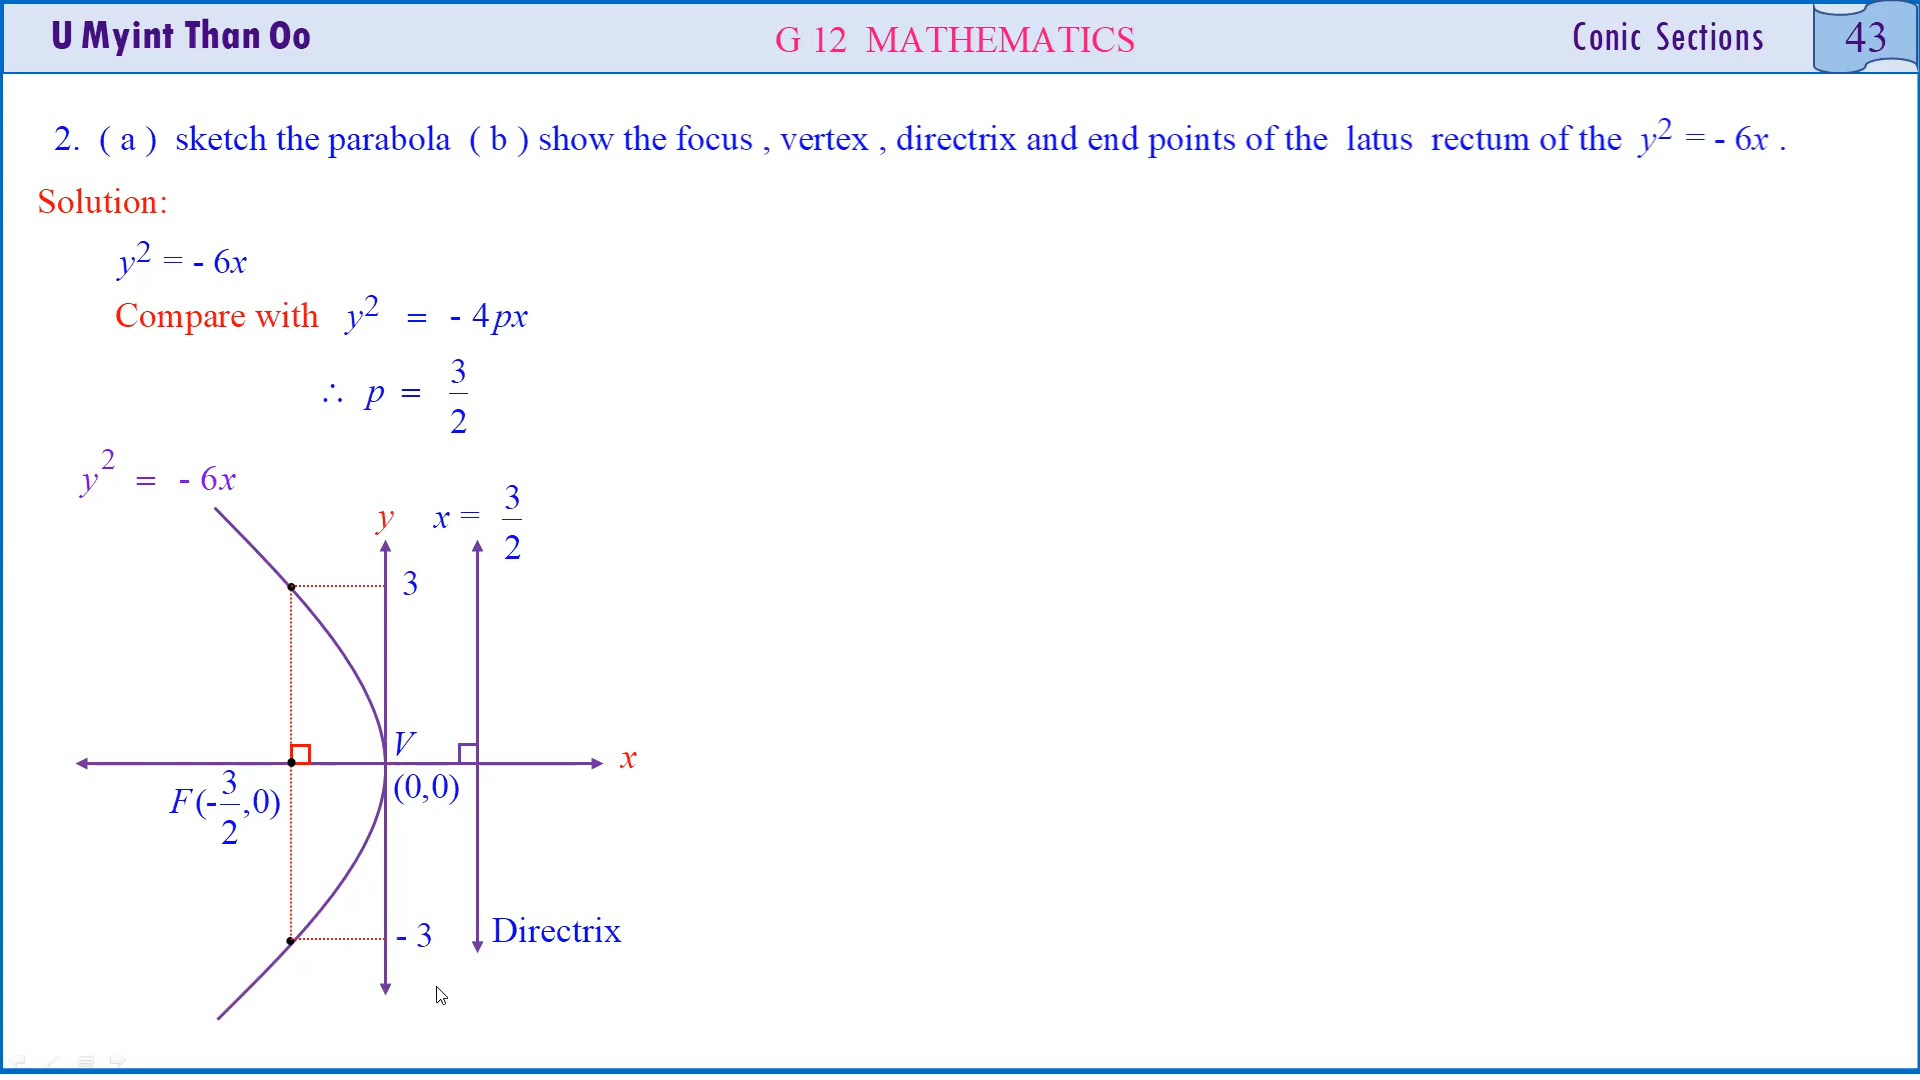 U Myint Than Oo
G 12 MATHEMATICS
Conic Sections
43
2. ( a ) sketch the parabola ( b ) show the focus , vertex , directrix and end points of the latus rectum of the y² = - 6x .
Solution:
y² = - 6x
Compare with y² = - 4px
∴ p = 3/2
y² = - 6x
y
x = 3/2
3
V
x
(0,0)
F(-3/2,0)
- 3
Directrix